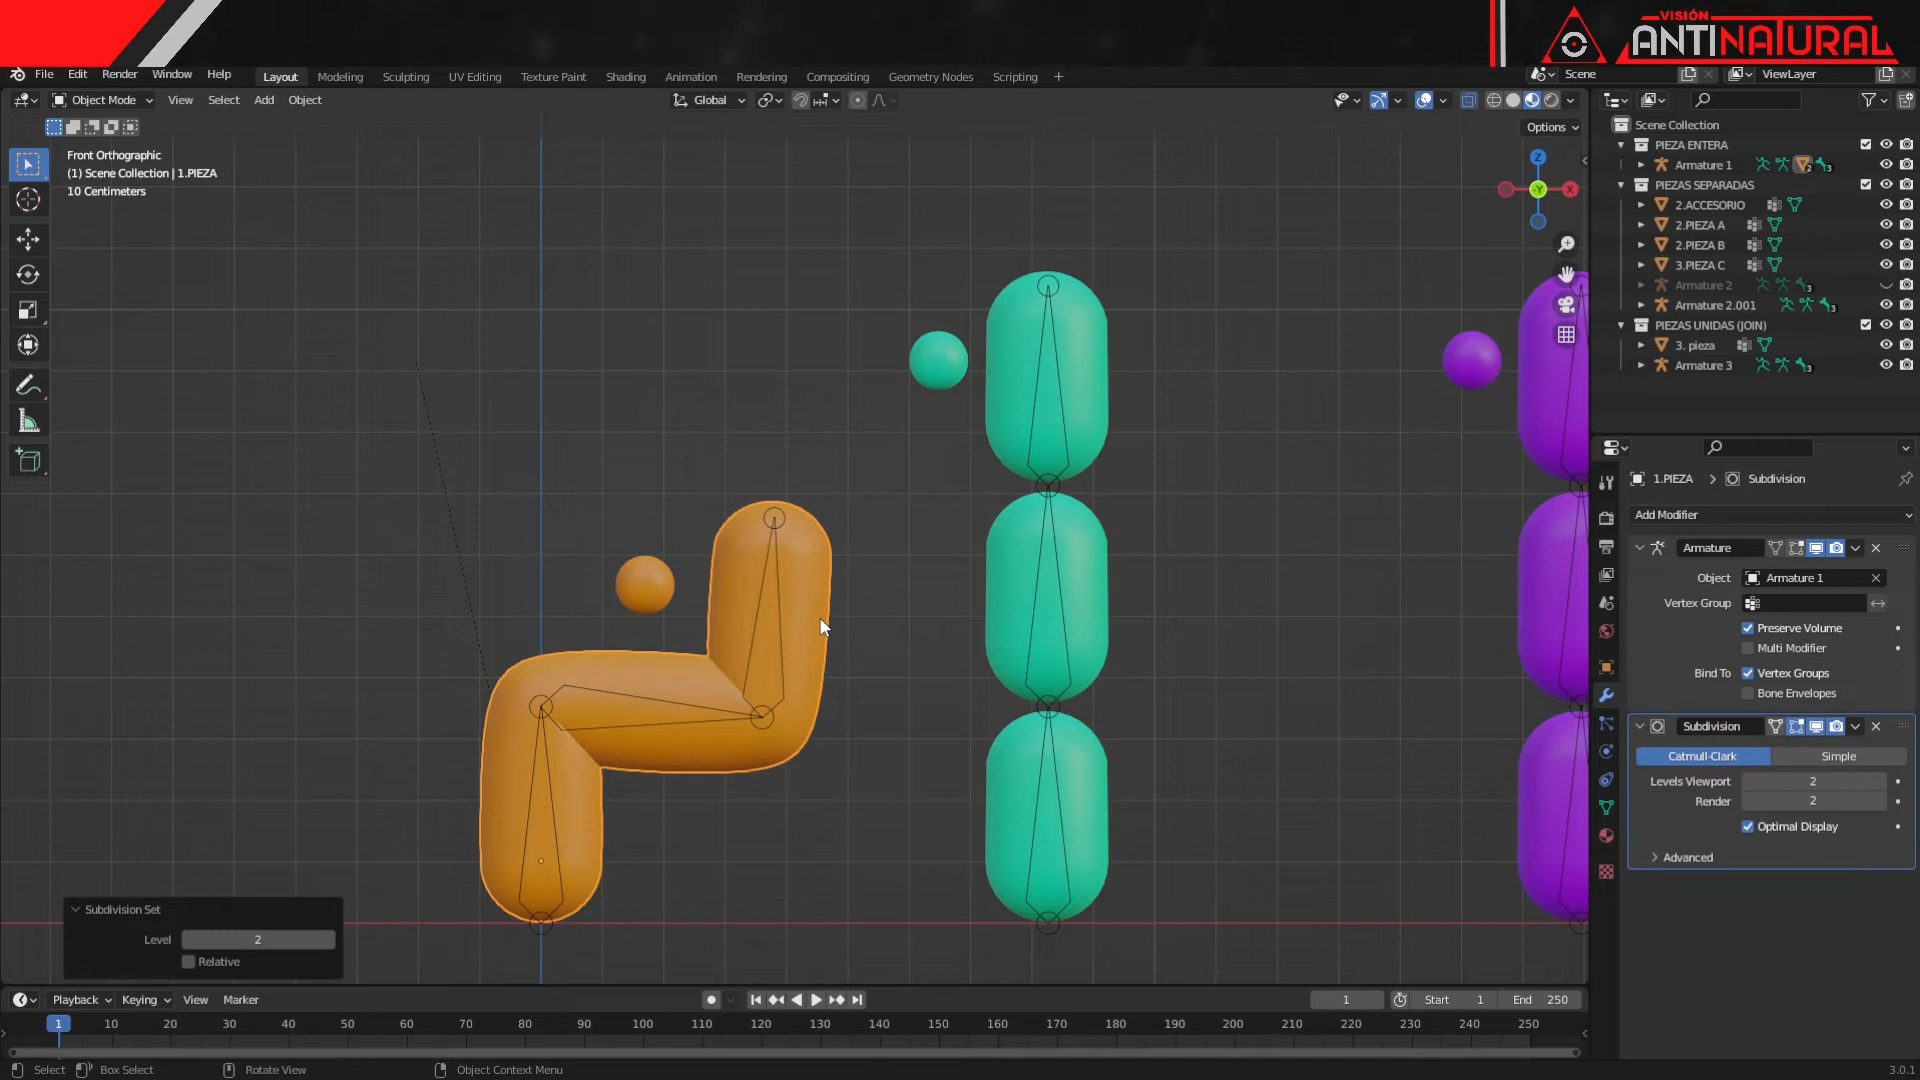 VISIÓN
ANTINATURAL
File Edit Render Window Help
Layout Modeling Sculpting UV Editing Texture Paint Shading Animation Rendering Compositing Geometry Nodes Scripting +
Scene
ViewLayer
Object Mode View Select Add Object
Global
Options
Front Orthographic
(1) Scene Collection | 1.PIEZA
10 Centimeters
Z
X
Y
Scene Collection
PIEZA ENTERA
Armature 1
2
3
PIEZAS SEPARADAS
2.ACCESORIO
2.PIEZA A
2.PIEZA B
3.PIEZA C
Armature 2
3
Armature 2.001
3
PIEZAS UNIDAS (JOIN)
3. pieza
Armature 3
3
1.PIEZA > Subdivision
Add Modifier
Armature
Object Armature 1
Vertex Group
Preserve Volume
Multi Modifier
Bind To Vertex Groups
Bone Envelopes
Subdivision
Catmull-Clark Simple
Levels Viewport 2
Render 2
Optimal Display
Advanced
Subdivision Set
Level 2
Relative
Playback Keying View Marker
1 Start 1 End 250
1 10 20 30 40 50 60 70 80 90 100 110 120 130 140 150 160 170 180 190 200 210 220 230 240 250
Select Box Select Rotate View Object Context Menu
3.0.1